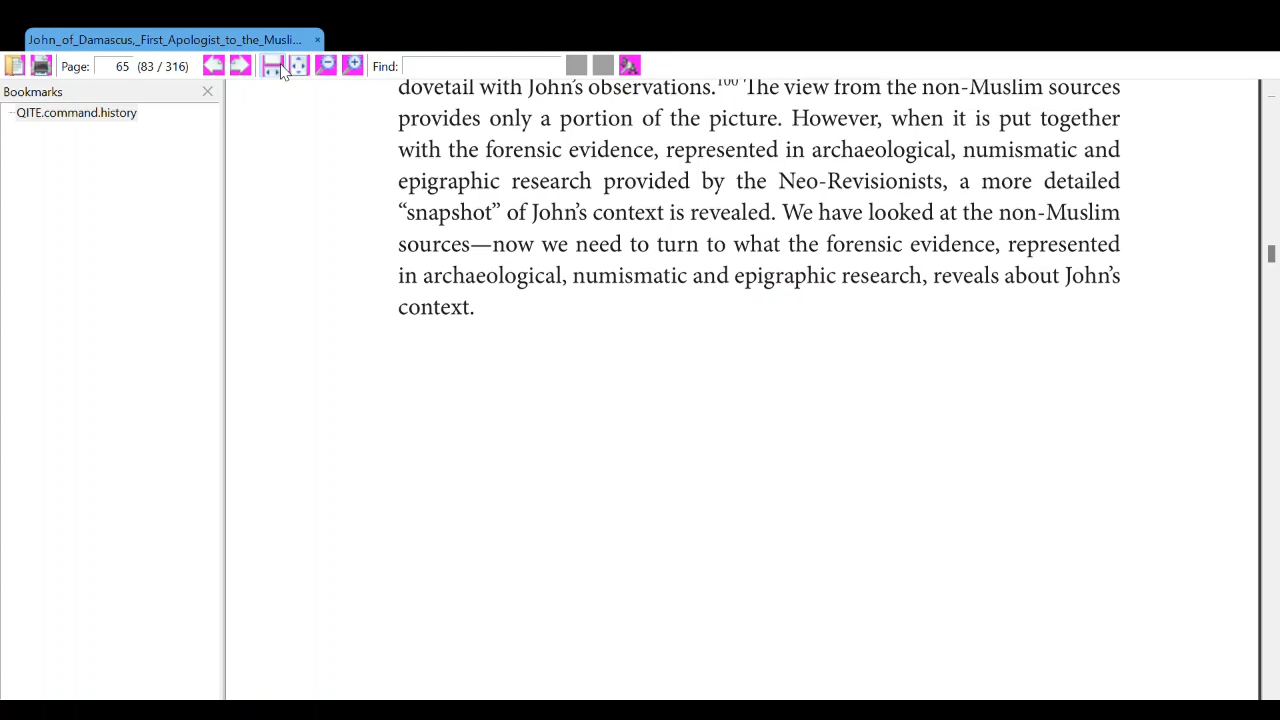 John_of_Damascus,_First_Apologist_to_the_Musli... ×
Page: 65 (83 / 316) Find:
Bookmarks
QITE.command.history
dovetail with John’s observations.¹⁰⁰ The view from the non-Muslim sources
provides only a portion of the picture. However, when it is put together
with the forensic evidence, represented in archaeological, numismatic and
epigraphic research provided by the Neo-Revisionists, a more detailed
“snapshot” of John’s context is revealed. We have looked at the non-Muslim
sources—now we need to turn to what the forensic evidence, represented
in archaeological, numismatic and epigraphic research, reveals about John’s
context.